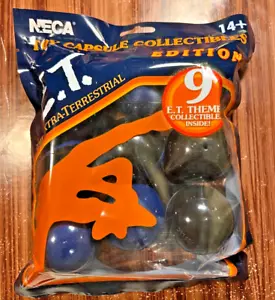 NECA
14+
CAPSULE COLLECTIBLES
EDITION
E.T.
EXTRA-TERRESTRIAL
9
E.T. THEME
COLLECTIBLE
INSIDE!